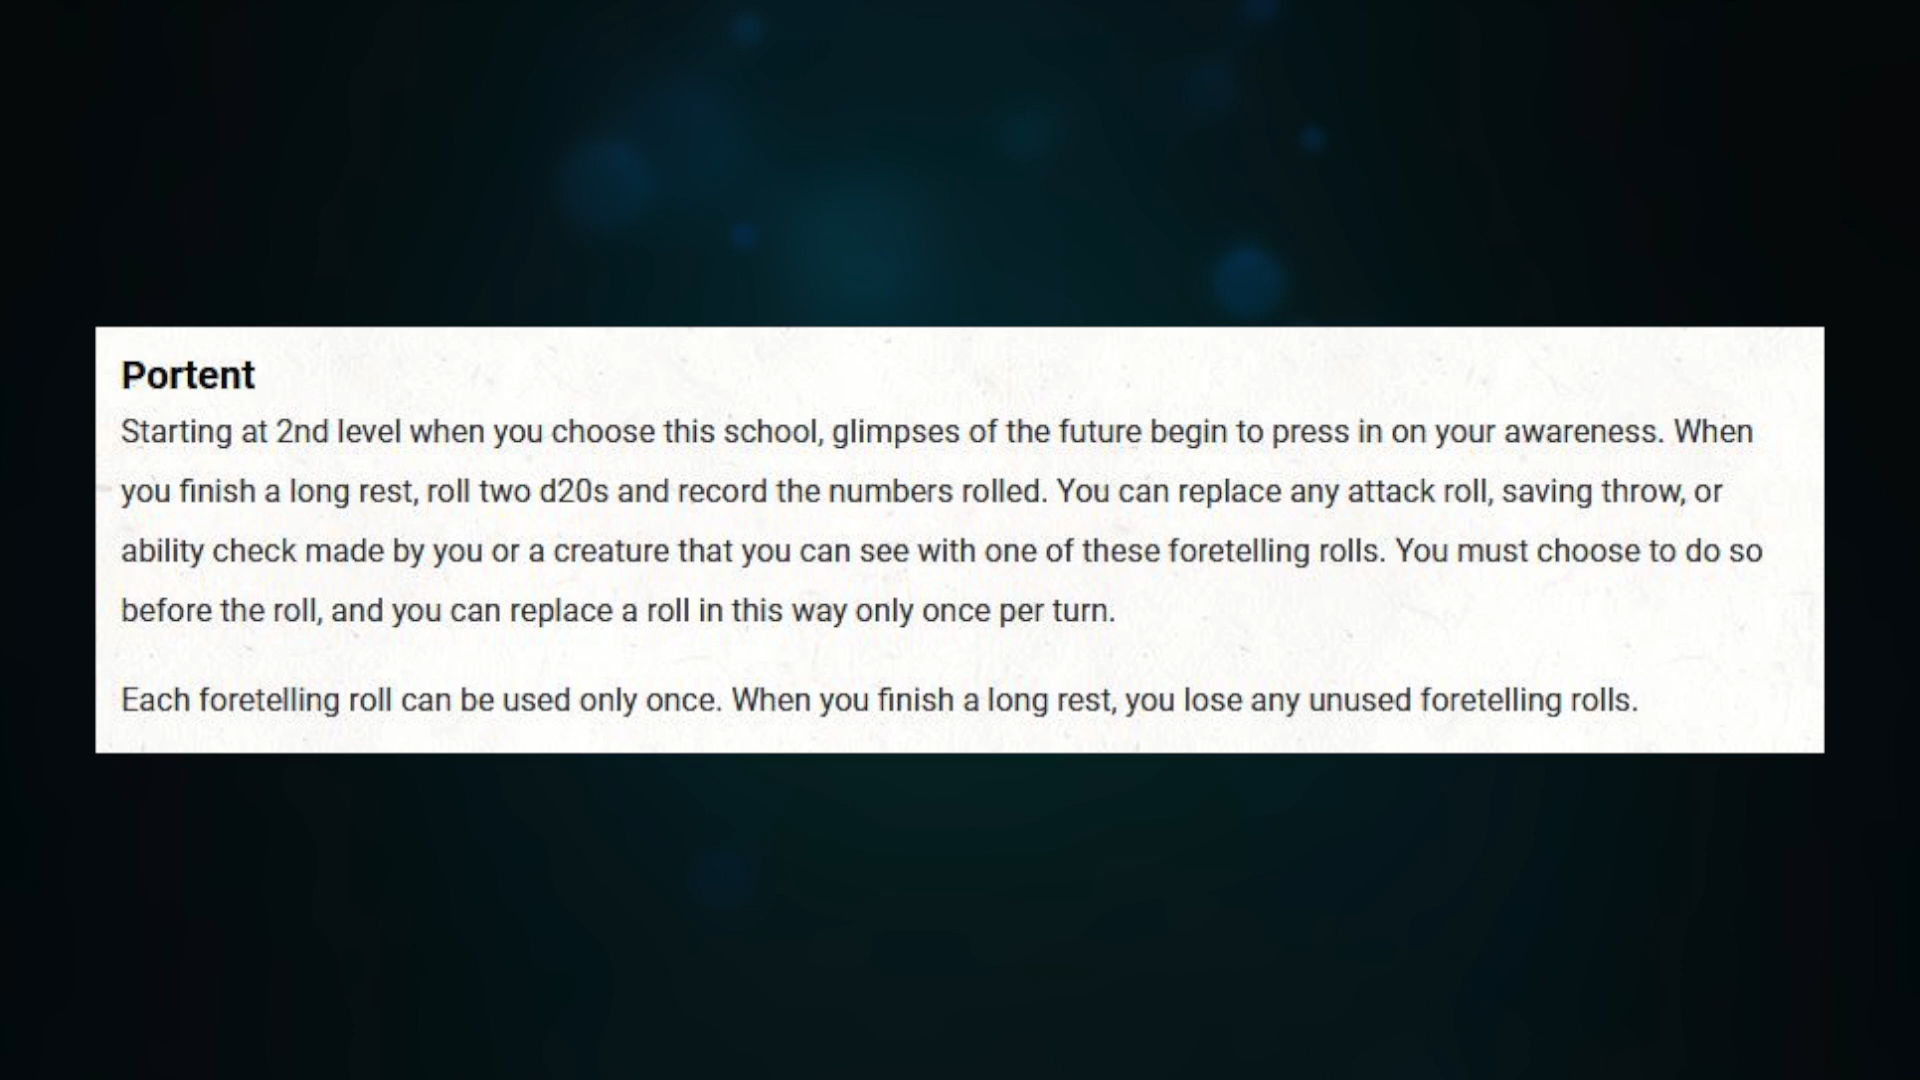 Portent
Starting at 2nd level when you choose this school, glimpses of the future begin to press in on your awareness. When
you finish a long rest, roll two d20s and record the numbers rolled. You can replace any attack roll, saving throw, or
ability check made by you or a creature that you can see with one of these foretelling rolls. You must choose to do so
before the roll, and you can replace a roll in this way only once per turn.
Each foretelling roll can be used only once. When you finish a long rest, you lose any unused foretelling rolls.